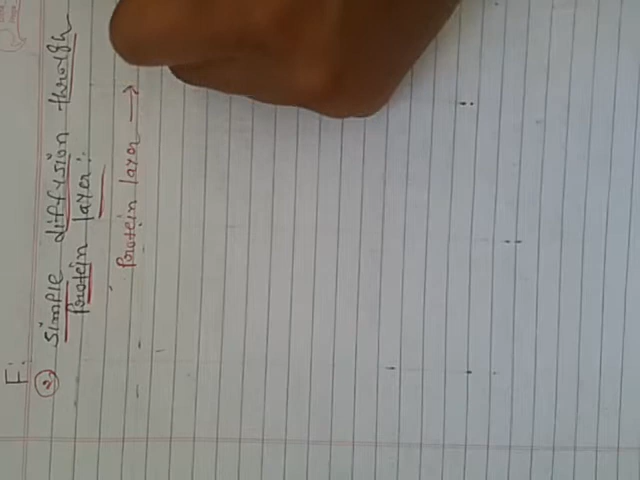 F:
② Simple diffusion through
protein layer:
protein layer →